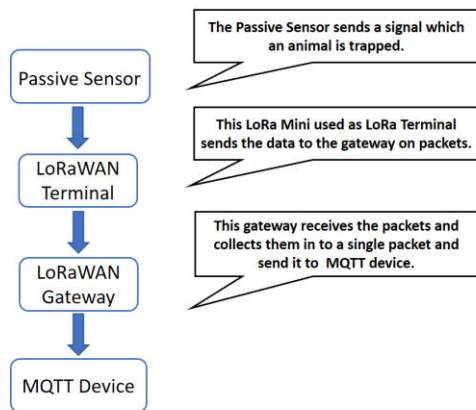 The Passive Sensor sends a signal which
an animal is trapped.
Passive Sensor
This LoRa Mini used as LoRa Terminal
sends the data to the gateway on packets.
LoRaWAN
Terminal
This gateway receives the packets and
collects them in to a single packet and
send it to MQTT device.
LoRaWAN
Gateway
MQTT Device